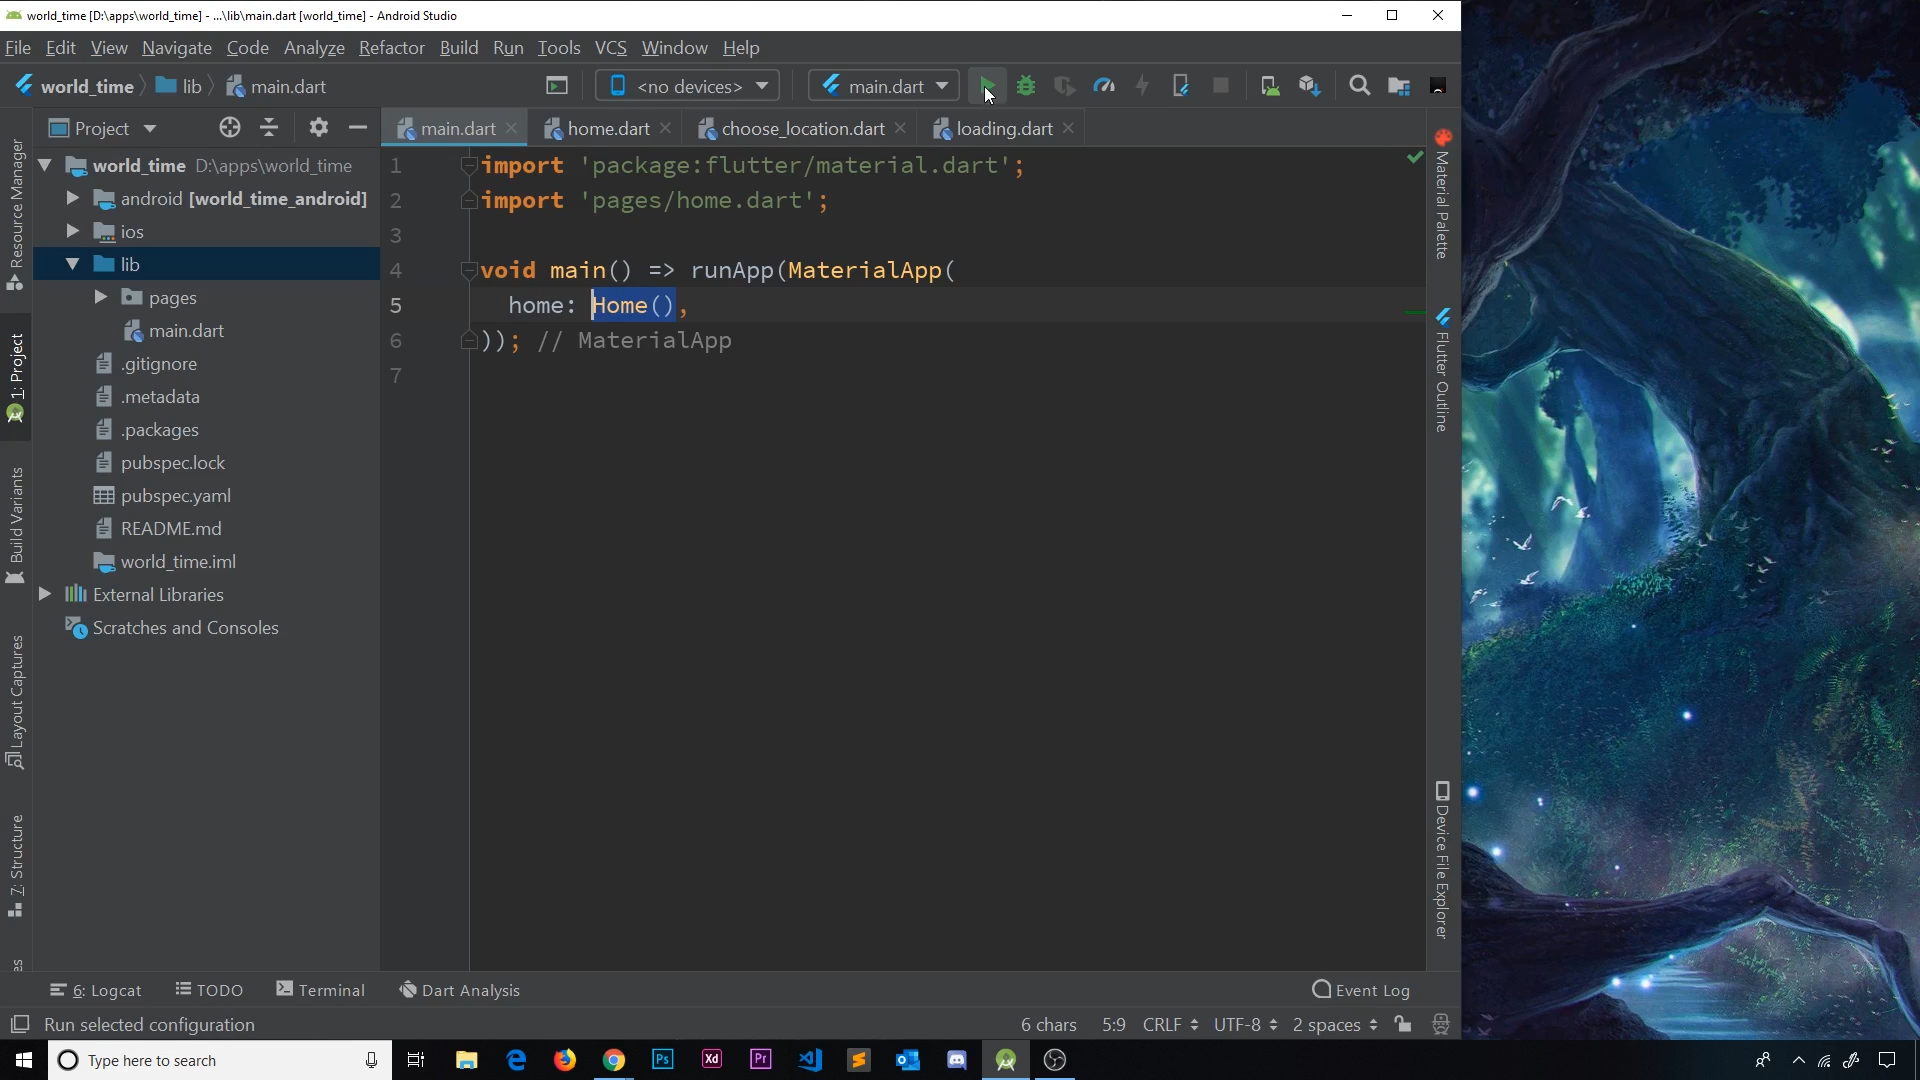 world_time [D:\apps\world_time] - ...\lib\main.dart [world_time] - Android Studio
File Edit View Navigate Code Analyze Refactor Build Run Tools VCS Window Help
world_time lib main.dart <no devices> main.dart
Project main.dart home.dart choose_location.dart loading.dart
world_time D:\apps\world_time
android [world_time_android]
ios
lib
pages
main.dart
.gitignore
.metadata
.packages
pubspec.lock
pubspec.yaml
README.md
world_time.iml
External Libraries
Scratches and Consoles
1 import 'package:flutter/material.dart';
2 import 'pages/home.dart';
3
4 void main() => runApp(MaterialApp(
5 home: Home(),
6 )); // MaterialApp
7
Resource Manager
1: Project
Build Variants
Layout Captures
7: Structure
Material Palette
Flutter Outline
Device File Explorer
6: Logcat TODO Terminal Dart Analysis Event Log
Run selected configuration 6 chars 5:9 CRLF UTF-8 2 spaces
Type here to search
Ps Xd Pr